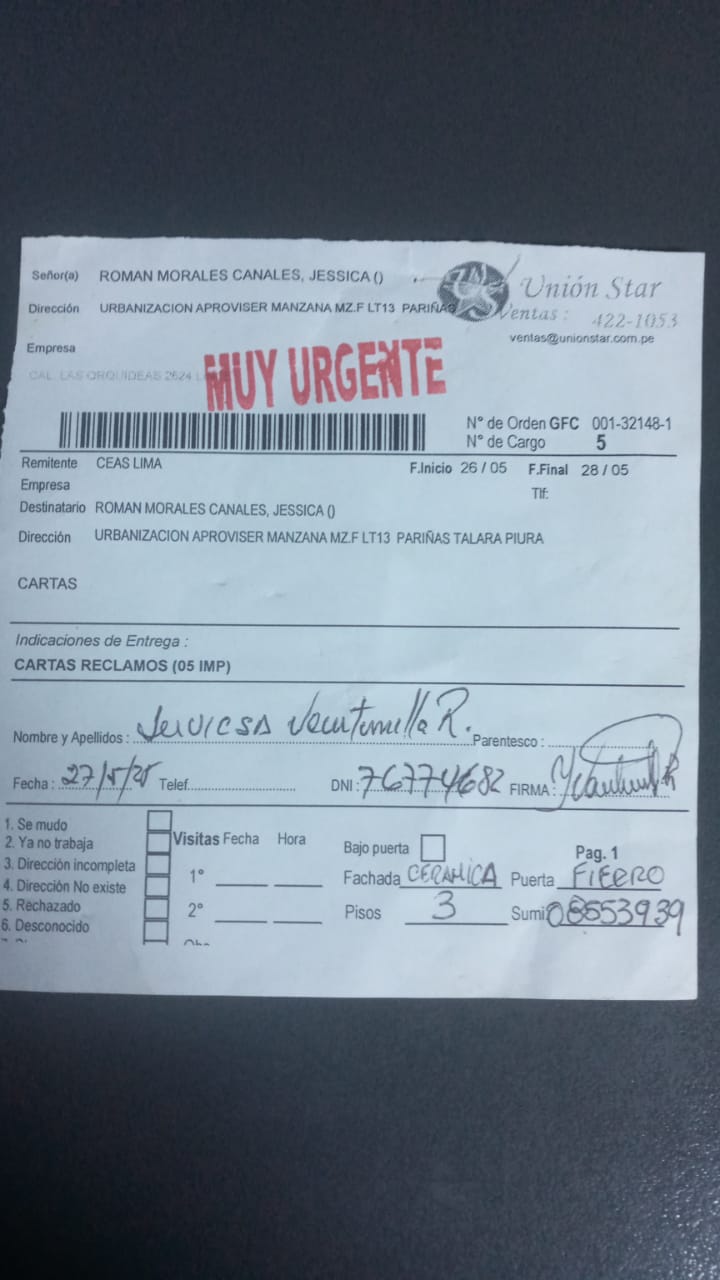 Señor(a) ROMAN MORALES CANALES, JESSICA ()
Unión Star
Dirección URBANIZACION APROVISER MANZANA MZ.F LT13 PARIÑAS
Ventas : 422-1053
ventas@unionstar.com.pe
Empresa
CAL. LAS ORQUIDEAS 2624
MUY URGENTE
N° de Orden GFC 001-32148-1
N° de Cargo 5
Remitente CEAS LIMA F.Inicio 26 / 05 F.Final 28 / 05
Empresa Tlf:
Destinatario ROMAN MORALES CANALES, JESSICA ()
Dirección URBANIZACION APROVISER MANZANA MZ.F LT13 PARIÑAS TALARA PIURA
CARTAS
Indicaciones de Entrega :
CARTAS RECLAMOS (05 IMP)
Nombre y Apellidos : R. Parentesco :
Fecha : 27/5/25 Telef. DNI : 76774682 FIRMA :
1. Se mudo
2. Ya no trabaja
3. Dirección incompleta
4. Dirección No existe
5. Rechazado
6. Desconocido
Visitas Fecha Hora
1°
2°
Bajo puerta Pag. 1
Fachada CERAMICA Puerta FIERRO
Pisos 3 Sumi 08553939